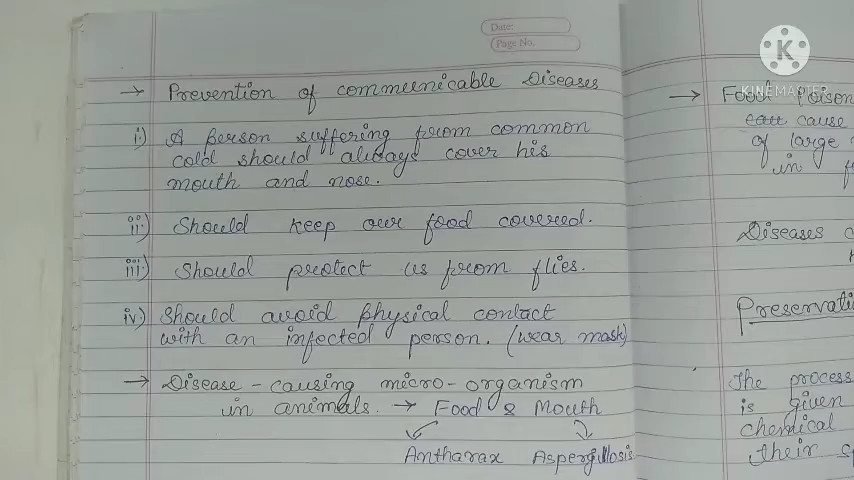 Date:
Page No.
K
KINEMASTER
→ Prevention of commeenicable Diseases
i) A person suffering from common
cold should always cover his
mouth and nose.
ii) Should keep our food covered.
iii) Should protect us from flies.
iv) Should avoid physical contact
with an infected person. (wear mask)
→ Disease-causing micro-organism
in animals. → Food & Mouth
Antharax Aspergillosis
→ Food Poison
cause
of large
in
Diseases
Preservati
The process
is given
chemical
their